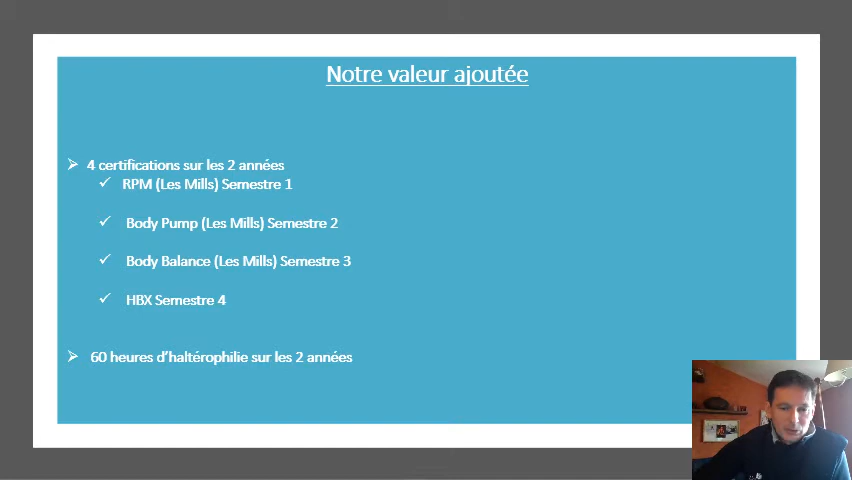 Notre valeur ajoutée
4 certifications sur les 2 années
RPM (Les Mills) Semestre 1
Body Pump (Les Mills) Semestre 2
Body Balance (Les Mills) Semestre 3
HBX Semestre 4
60 heures d’haltérophilie sur les 2 années